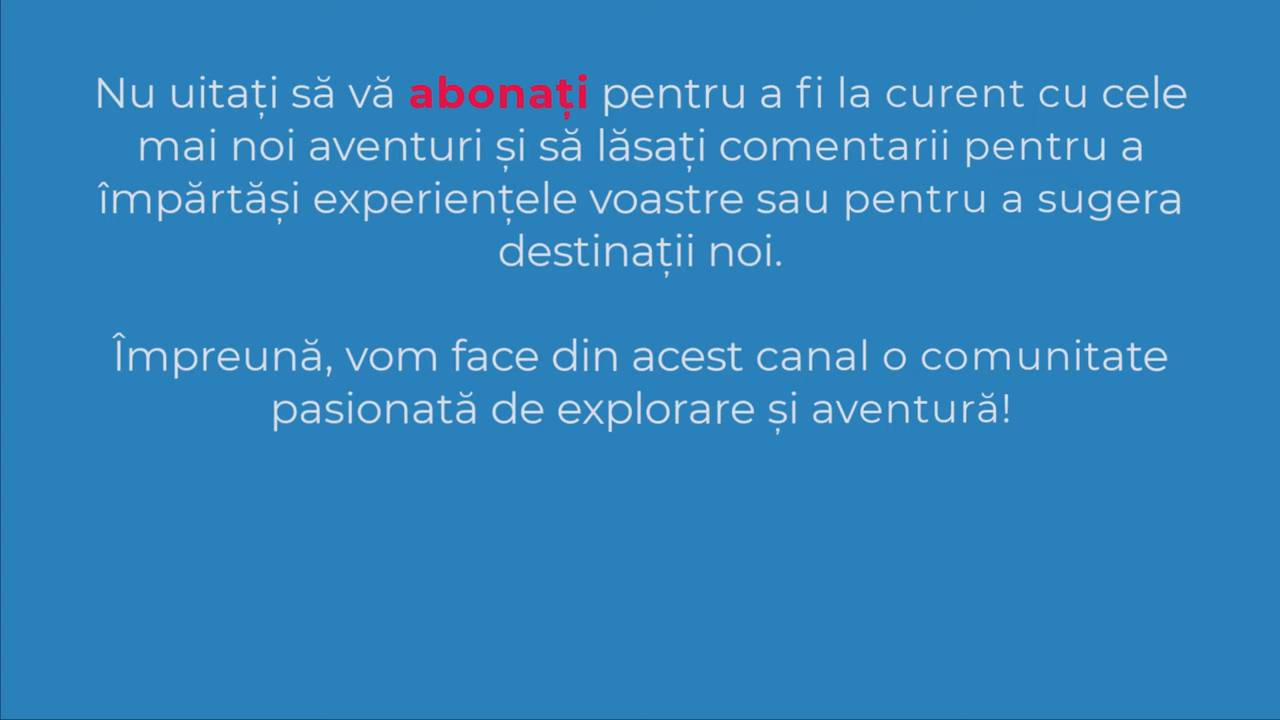 Nu uitați să vă abonați pentru a fi la curent cu cele
mai noi aventuri și să lăsați comentarii pentru a
împărtăși experiențele voastre sau pentru a sugera
destinații noi.
Împreună, vom face din acest canal o comunitate
pasionată de explorare și aventură!